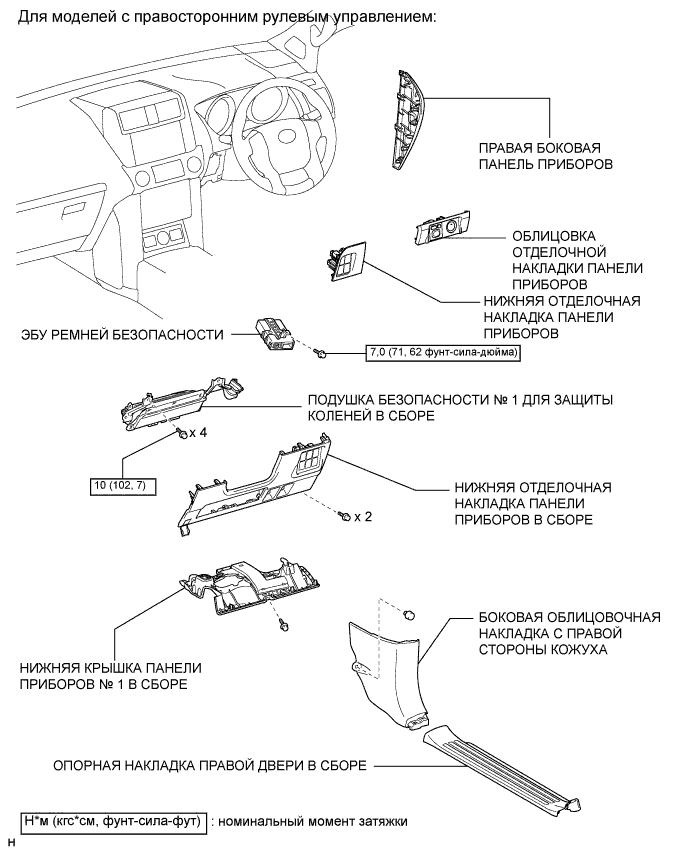 Для моделей с правосторонним рулевым управлением:
ПРАВАЯ БОКОВАЯ
ПАНЕЛЬ ПРИБОРОВ
ОБЛИЦОВКА
ОТДЕЛОЧНОЙ
НАКЛАДКИ ПАНЕЛИ
ПРИБОРОВ
НИЖНЯЯ ОТДЕЛОЧНАЯ
НАКЛАДКА ПАНЕЛИ
ПРИБОРОВ
ЭБУ РЕМНЕЙ БЕЗОПАСНОСТИ
7,0 (71, 62 фунт-сила-дюйма)
ПОДУШКА БЕЗОПАСНОСТИ № 1 ДЛЯ ЗАЩИТЫ
КОЛЕНЕЙ В СБОРЕ
x 4
10 (102, 7)
НИЖНЯЯ ОТДЕЛОЧНАЯ
НАКЛАДКА ПАНЕЛИ
ПРИБОРОВ В СБОРЕ
x 2
БОКОВАЯ ОБЛИЦОВОЧНАЯ
НАКЛАДКА С ПРАВОЙ
СТОРОНЫ КОЖУХА
НИЖНЯЯ КРЫШКА ПАНЕЛИ
ПРИБОРОВ № 1 В СБОРЕ
ОПОРНАЯ НАКЛАДКА ПРАВОЙ ДВЕРИ В СБОРЕ
Н*м (кгс*см, фунт-сила-фут) : номинальный момент затяжки
H